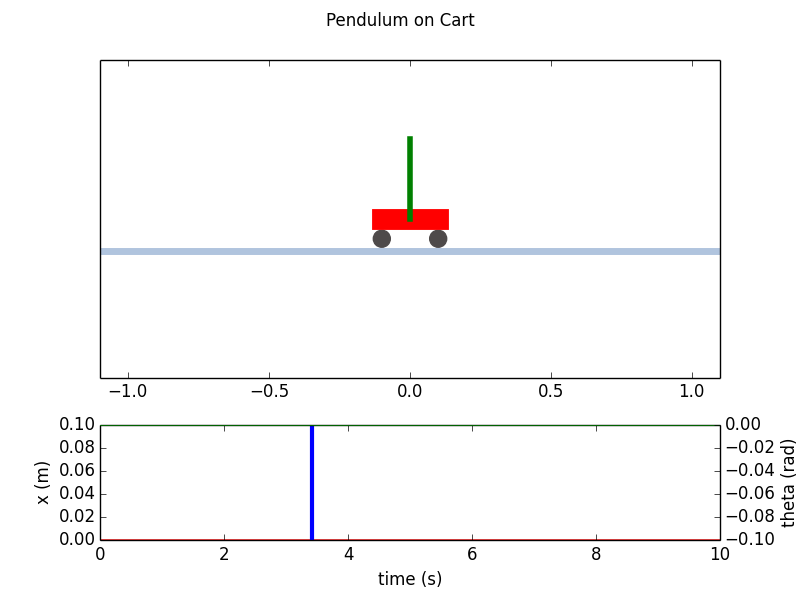 Pendulum on Cart
−1.0 −0.5 0.0 0.5 1.0
0.10 0.00
0.08 −0.02
0.06 −0.04
0.04 −0.06
0.02 −0.08
0.00 −0.10
x (m)
theta (rad)
0 2 4 6 8 10
time (s)